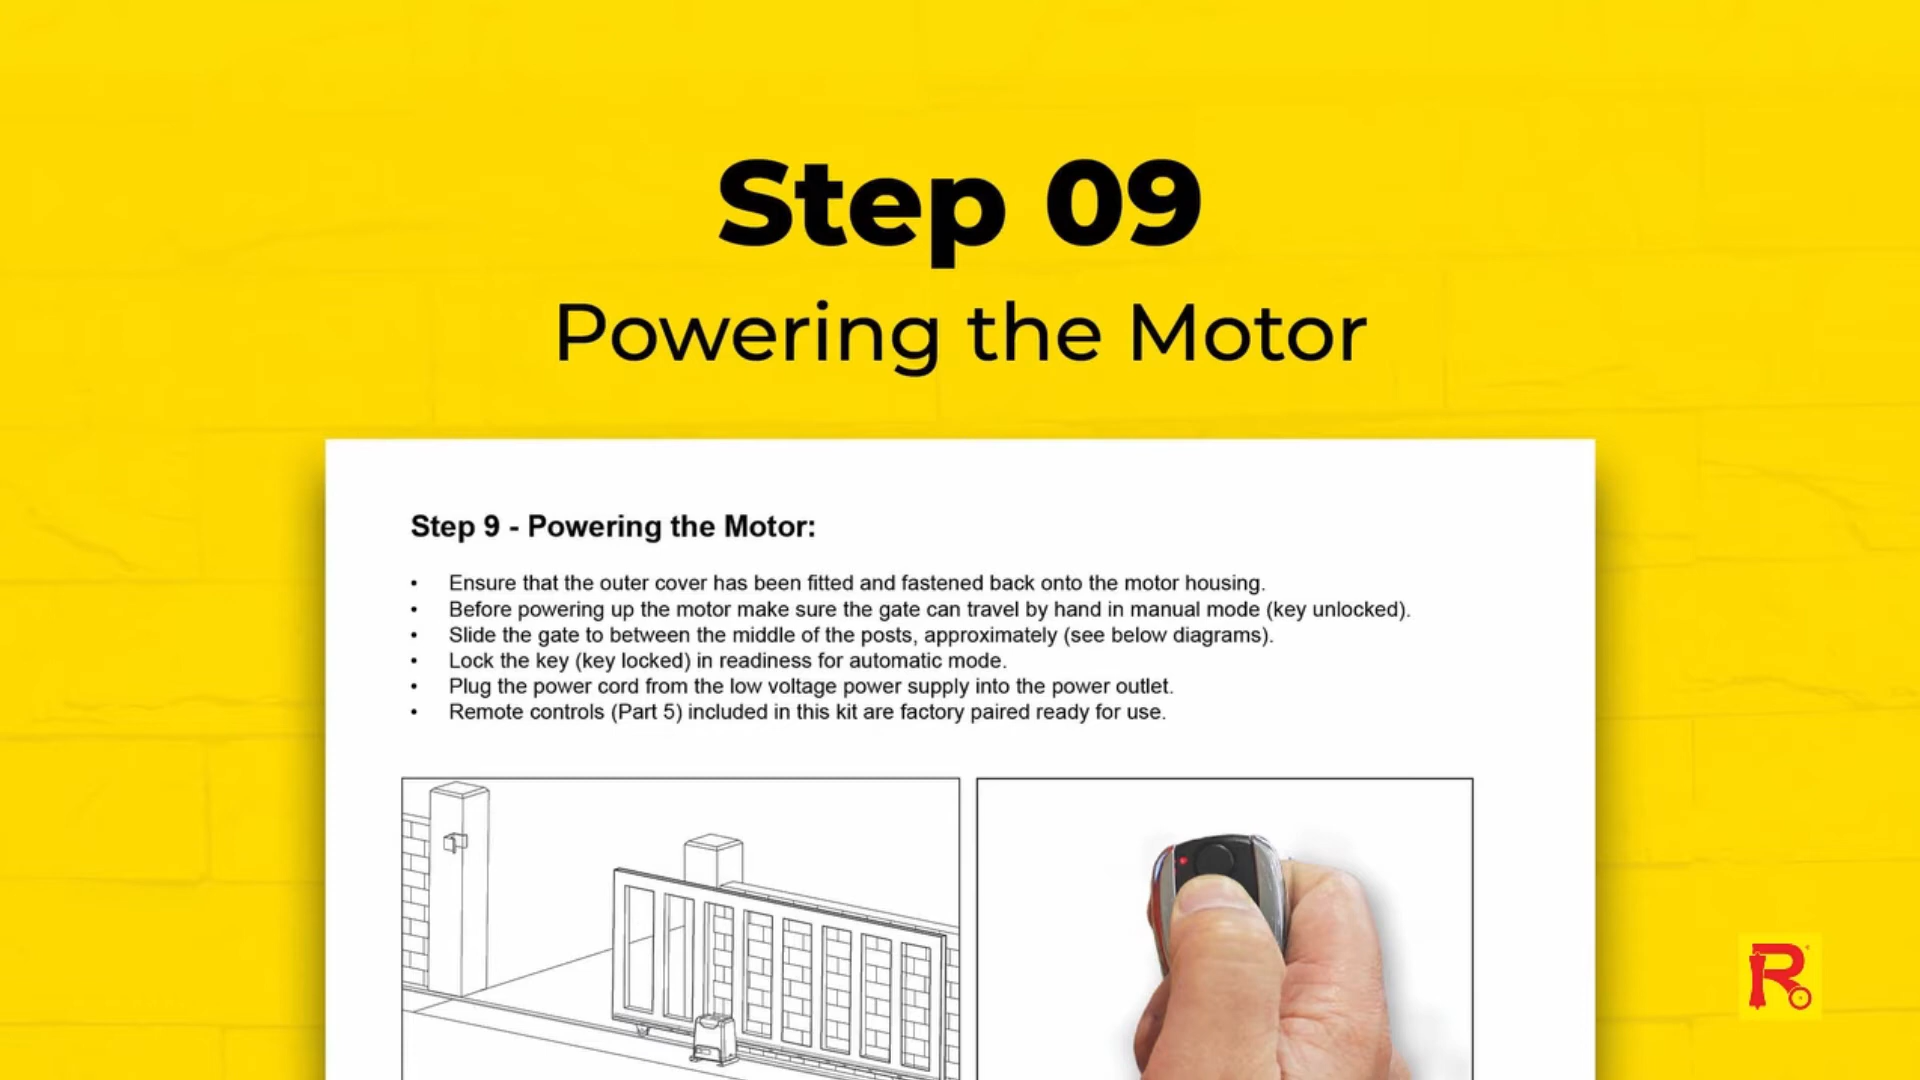 Step 09
Powering the Motor
Step 9 - Powering the Motor:
• Ensure that the outer cover has been fitted and fastened back onto the motor housing.
• Before powering up the motor make sure the gate can travel by hand in manual mode (key unlocked).
• Slide the gate to between the middle of the posts, approximately (see below diagrams).
• Lock the key (key locked) in readiness for automatic mode.
• Plug the power cord from the low voltage power supply into the power outlet.
• Remote controls (Part 5) included in this kit are factory paired ready for use.
R